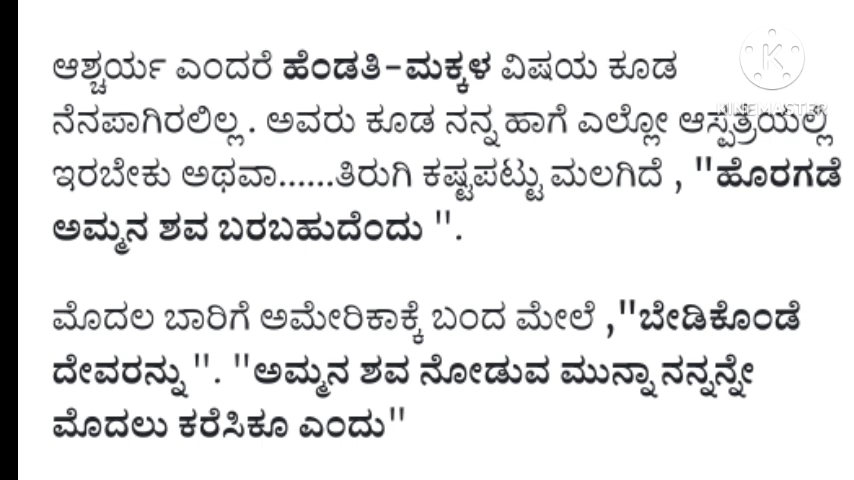 ಆಶ್ಚರ್ಯ ಎಂದರೆ ಹೆಂಡತಿ-ಮಕ್ಕಳ ವಿಷಯ ಕೂಡ
ನೆನಪಾಗಿರಲಿಲ್ಲ. ಅವರು ಕೂಡ ನನ್ನ ಹಾಗೆ ಎಲ್ಲೋ ಆಸ್ಪತ್ರೆಯಲ್ಲಿ
ಇರಬೇಕು ಅಥವಾ......ತಿರುಗಿ ಕಷ್ಟಪಟ್ಟು ಮಲಗಿದೆ , "ಹೊರಗಡೆ
ಅಮ್ಮನ ಶವ ಬರಬಹುದೆಂದು ".
ಮೊದಲ ಬಾರಿಗೆ ಅಮೇರಿಕಾಕ್ಕೆ ಬಂದ ಮೇಲೆ ,"ಬೇಡಿಕೊಂಡೆ
ದೇವರನ್ನು ". "ಅಮ್ಮನ ಶವ ನೋಡುವ ಮುನ್ನಾ ನನ್ನನ್ನೇ
ಮೊದಲು ಕರೆಸಿಕೂ ಎಂದು"
KINEMASTER